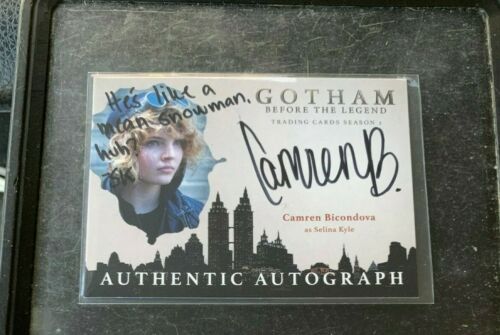 He's like a
mean snowman,
huh?
-SK
GOTHAM
BEFORE THE LEGEND
TRADING CARDS SEASON 1
Camren B.
Camren Bicondova
as Selina Kyle
AUTHENTIC AUTOGRAPH